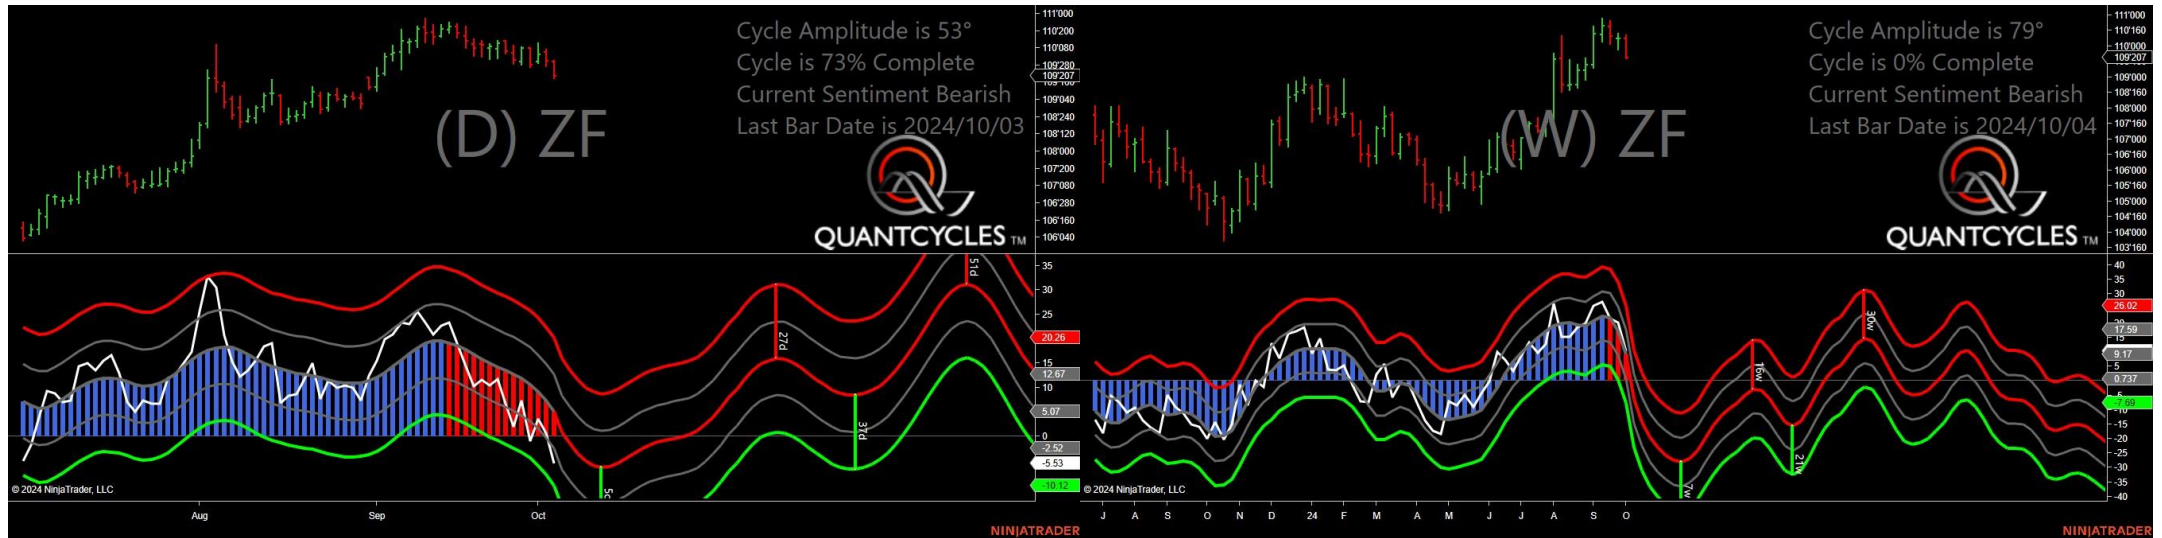 Cycle Amplitude is 53°
Cycle is 73% Complete
Current Sentiment Bearish
Last Bar Date is 2024/10/03
(D) ZF
QUANTCYCLES TM
111'000
110'200
110'080
109'280
109'207
109'040
108'240
108'120
108'000
107'200
107'080
106'280
106'160
106'040
51d
27d
37d
35
30
25
20.26
15
12.67
10
5.07
0
-2.52
-5.53
-10.12
© 2024 NinjaTrader, LLC
Aug Sep Oct
NINJATRADER
Cycle Amplitude is 79°
Cycle is 0% Complete
Current Sentiment Bearish
Last Bar Date is 2024/10/04
(W) ZF
QUANTCYCLES TM
111'000
110'160
110'000
109'207
109'000
108'160
108'000
107'160
107'000
106'160
106'000
105'160
105'000
104'160
104'000
103'160
30w
16w
21w
7w
40
35
30
26.02
17.59
15
9.17
5
0.737
-5
-7.69
-10
-15
-20
-25
-30
-35
-40
© 2024 NinjaTrader, LLC
J A S O N D 24 F M A M J J A S O
NINJATRADER